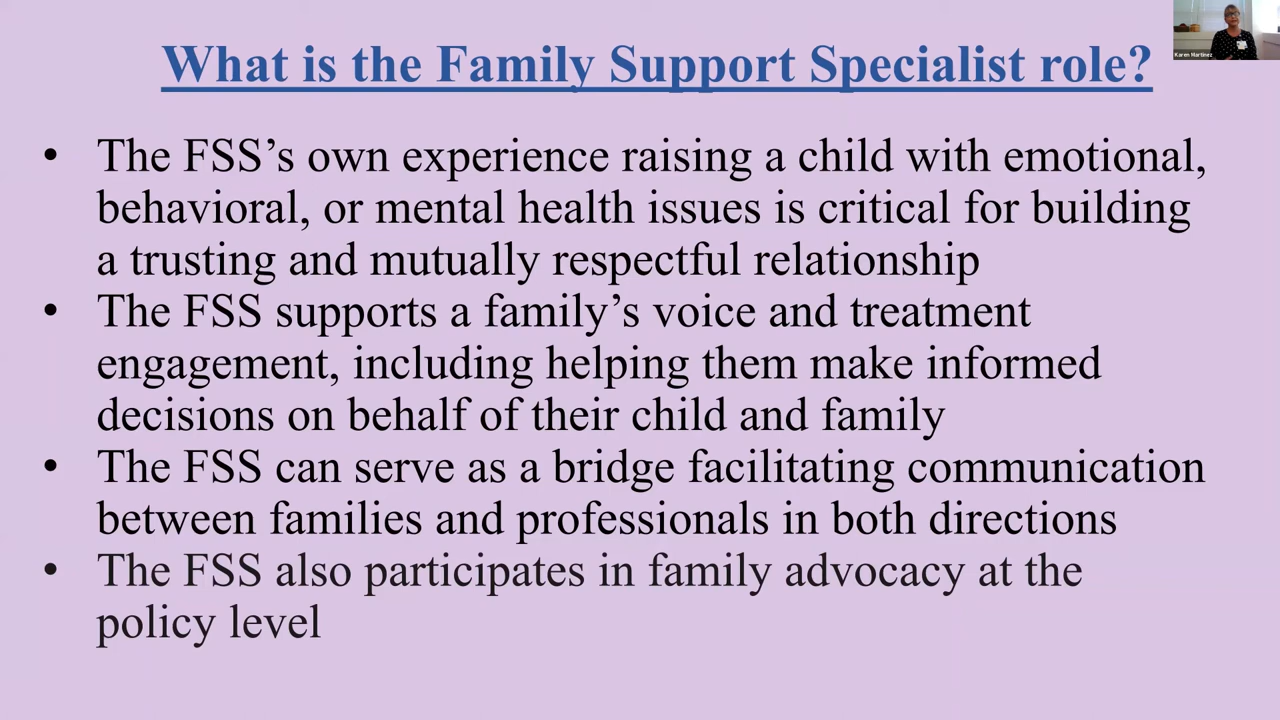 What is the Family Support Specialist role?
• The FSS’s own experience raising a child with emotional,
behavioral, or mental health issues is critical for building
a trusting and mutually respectful relationship
• The FSS supports a family’s voice and treatment
engagement, including helping them make informed
decisions on behalf of their child and family
• The FSS can serve as a bridge facilitating communication
between families and professionals in both directions
• The FSS also participates in family advocacy at the
policy level
Karen Martinez